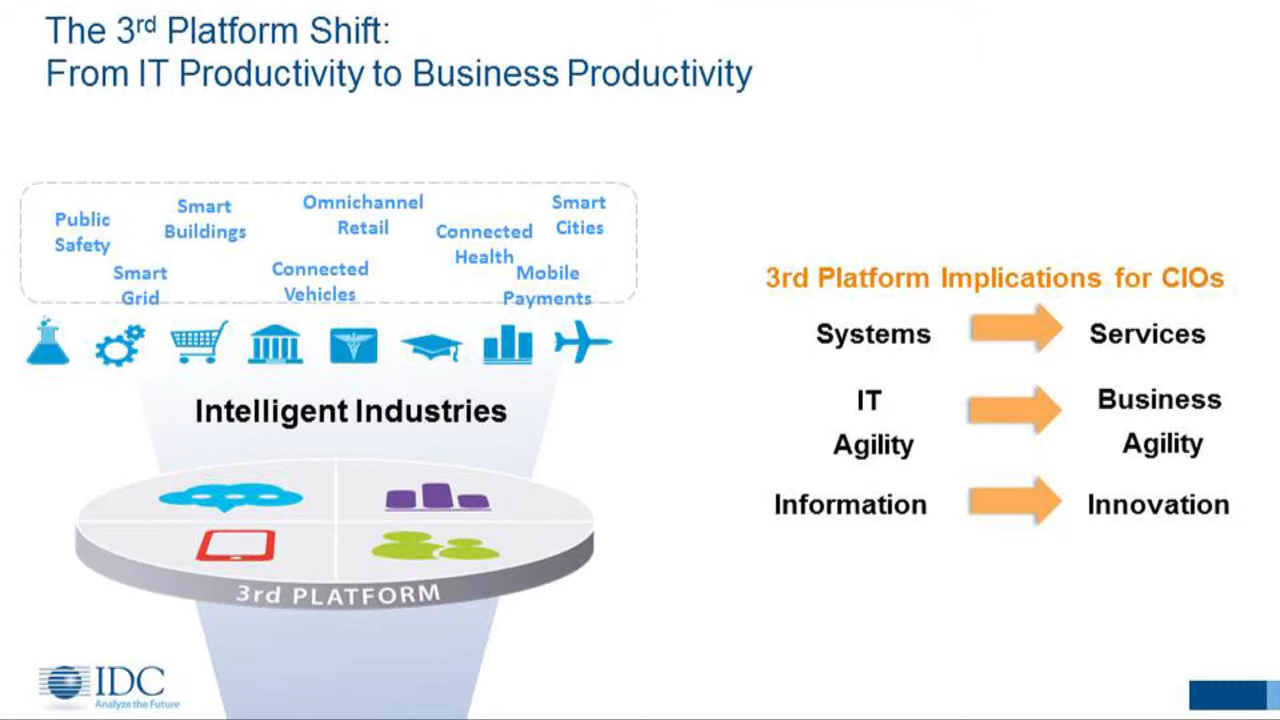 The 3rd Platform Shift:
From IT Productivity to Business Productivity
Public
Safety
Smart
Buildings
Omnichannel
Retail
Connected
Health
Smart
Cities
Smart
Grid
Connected
Vehicles
Mobile
Payments
Intelligent Industries
3rd PLATFORM
3rd Platform Implications for CIOs
Systems
Services
IT
Agility
Business
Agility
Information
Innovation
IDC
Analyze the Future